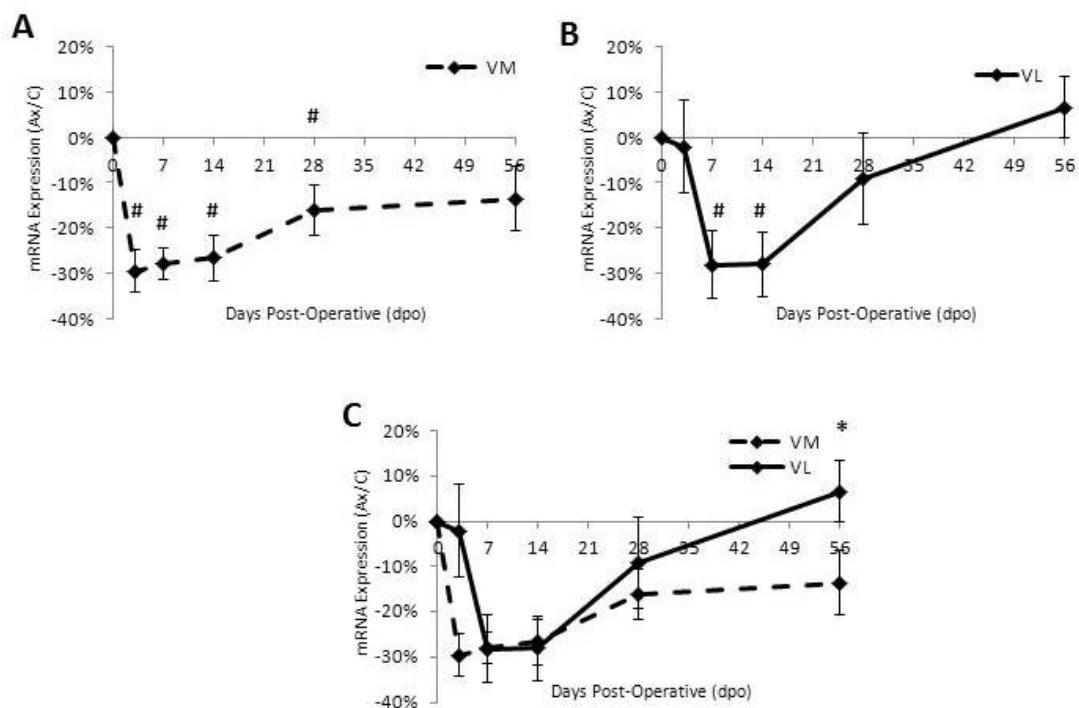 A
20%
10%
0%
-10%
-20%
-30%
-40%
mRNA Expression (Ax/C)
VM
#
0 7 14 21 28 35 42 49 56
# # #
Days Post-Operative (dpo)
B
20%
10%
0%
-10%
-20%
-30%
-40%
mRNA Expression (Ax/C)
VL
0 7 14 21 28 35 42 49 56
# #
Days Post-Operative (dpo)
C
20%
10%
0%
-10%
-20%
-30%
-40%
mRNA Expression (Ax/C)
VM
VL
*
0 7 14 21 28 35 42 49 56
Days Post-Operative (dpo)